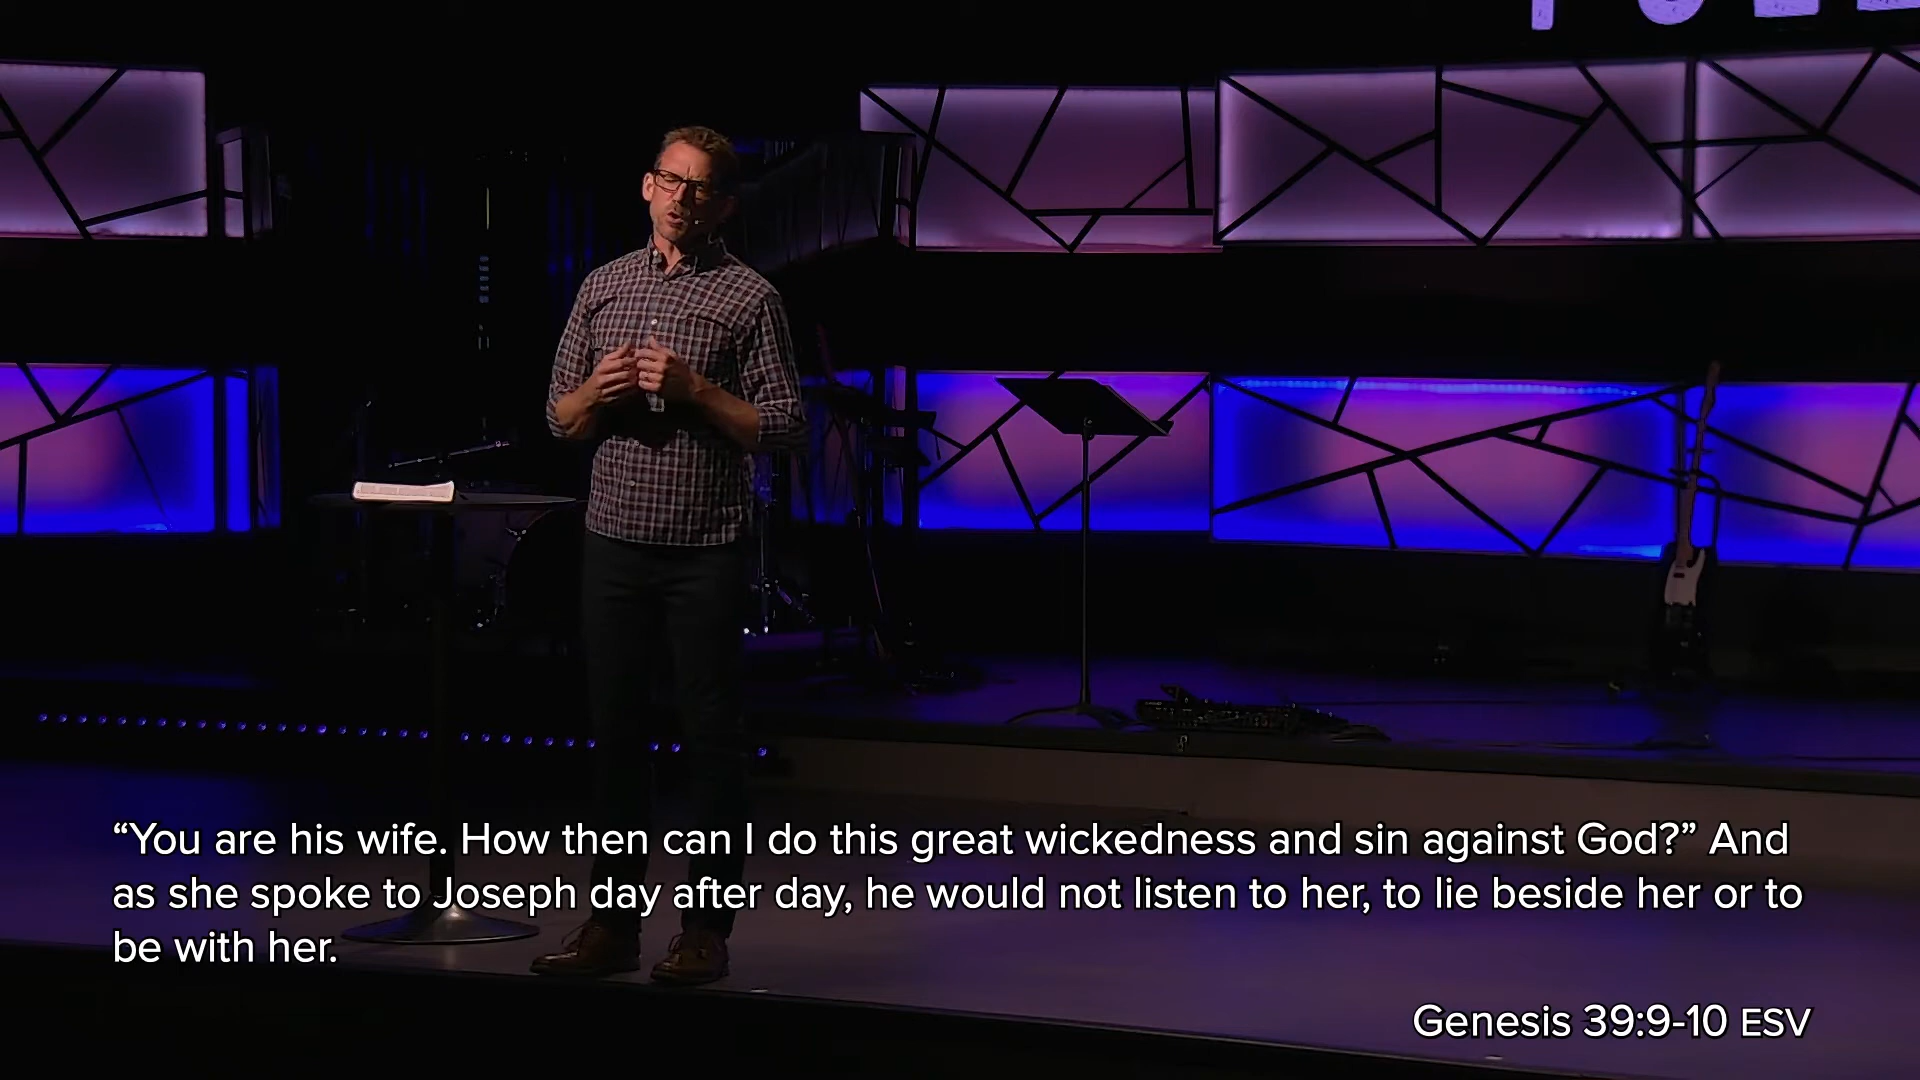 “You are his wife. How then can I do this great wickedness and sin against God?” And
as she spoke to Joseph day after day, he would not listen to her, to lie beside her or to
be with her.
Genesis 39:9-10 ESV